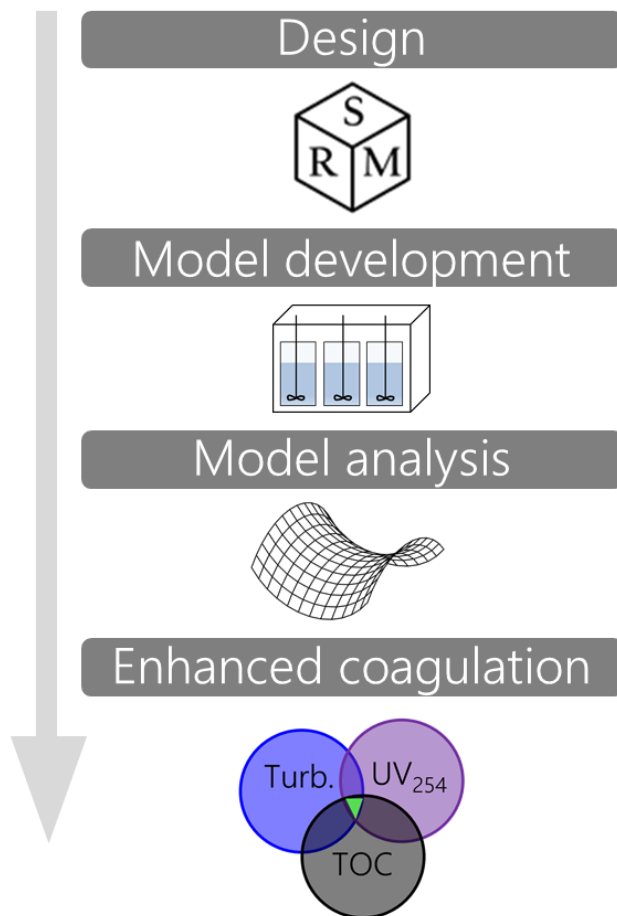 Design
S
R M
Model development
Model analysis
Enhanced coagulation
Turb. UV₂₅₄
TOC